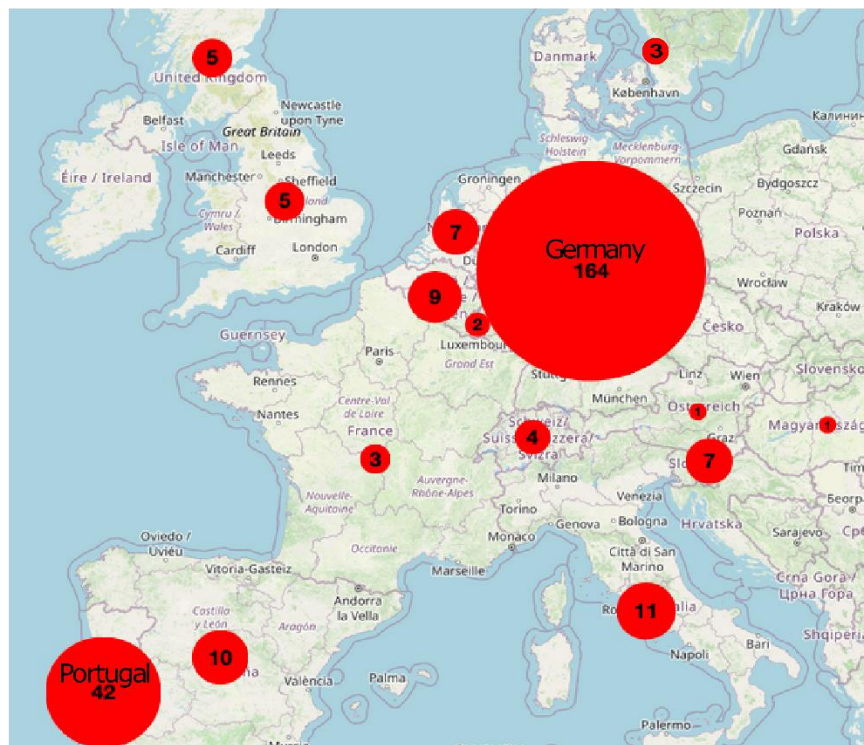 5
3
Danmark
United Kingdom
København
Newcastle
upon Tyne
Belfast
Great Britain
Isle of Man
Schleswig-
Holstein
Mecklenburg-
Vorpommern
Gdańsk
Leeds
Éire / Ireland
Manchester
Sheffield
Groningen
Szczecin
Bydgoszcz
5
Cymru /
Wales
Birmingham
7
Poznań
Polska
Cardiff
London
Germany
164
Wrocław
9
2
Kraków
Guernsey
Luxembourg
Česko
Paris
Grand Est
Slovensko
Rennes
Linz
Wien
München
Centre-Val
de Loire
Nantes
France
Schweiz/
Svizra
4
1
Graz
1
3
7
Milano
Auvergne-
Rhône-Alpes
Nouvelle-
Aquitaine
Torino
Venezia
Hrvatska
Genova
Bologna
Oviedo /
Uviéu
Occitanie
Monaco
Città di San
Marino
Sarajevo
Vitoria-Gasteiz
Marseille
Andorra
la Vella
Crna Gora /
Црна Гора
Castilla
y León
Aragón
11
10
Napoli
Bari
Portugal
42
València
Palma
Palermo